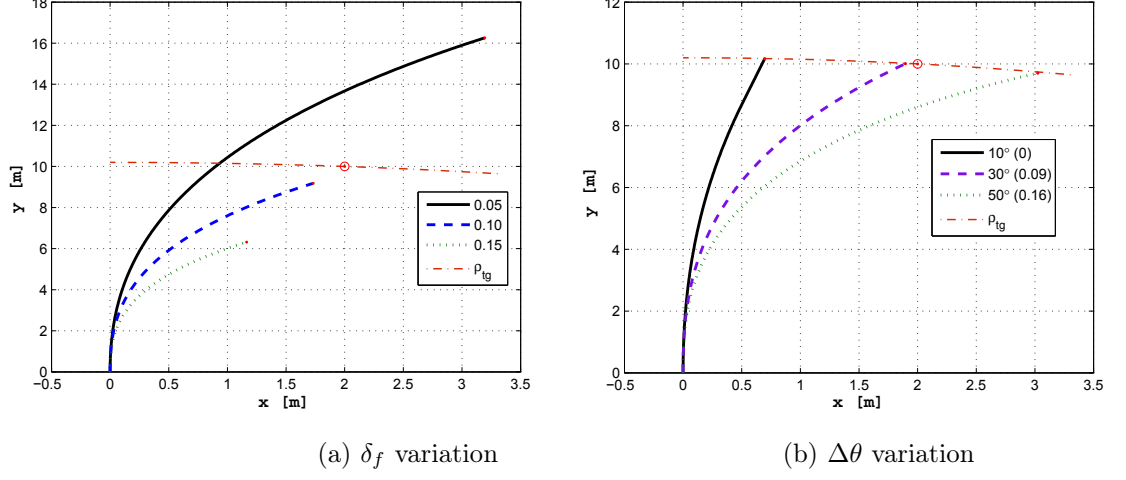 18
16
14
12
10
8
6
4
2
0
y [m]
−0.5 0 0.5 1 1.5 2 2.5 3 3.5
x [m]
0.05
0.10
0.15
ρtg
(a) δf variation
12
10
8
6
4
2
0
y [m]
−0.5 0 0.5 1 1.5 2 2.5 3 3.5
x [m]
10° (0)
30° (0.09)
50° (0.16)
ρtg
(b) Δθ variation